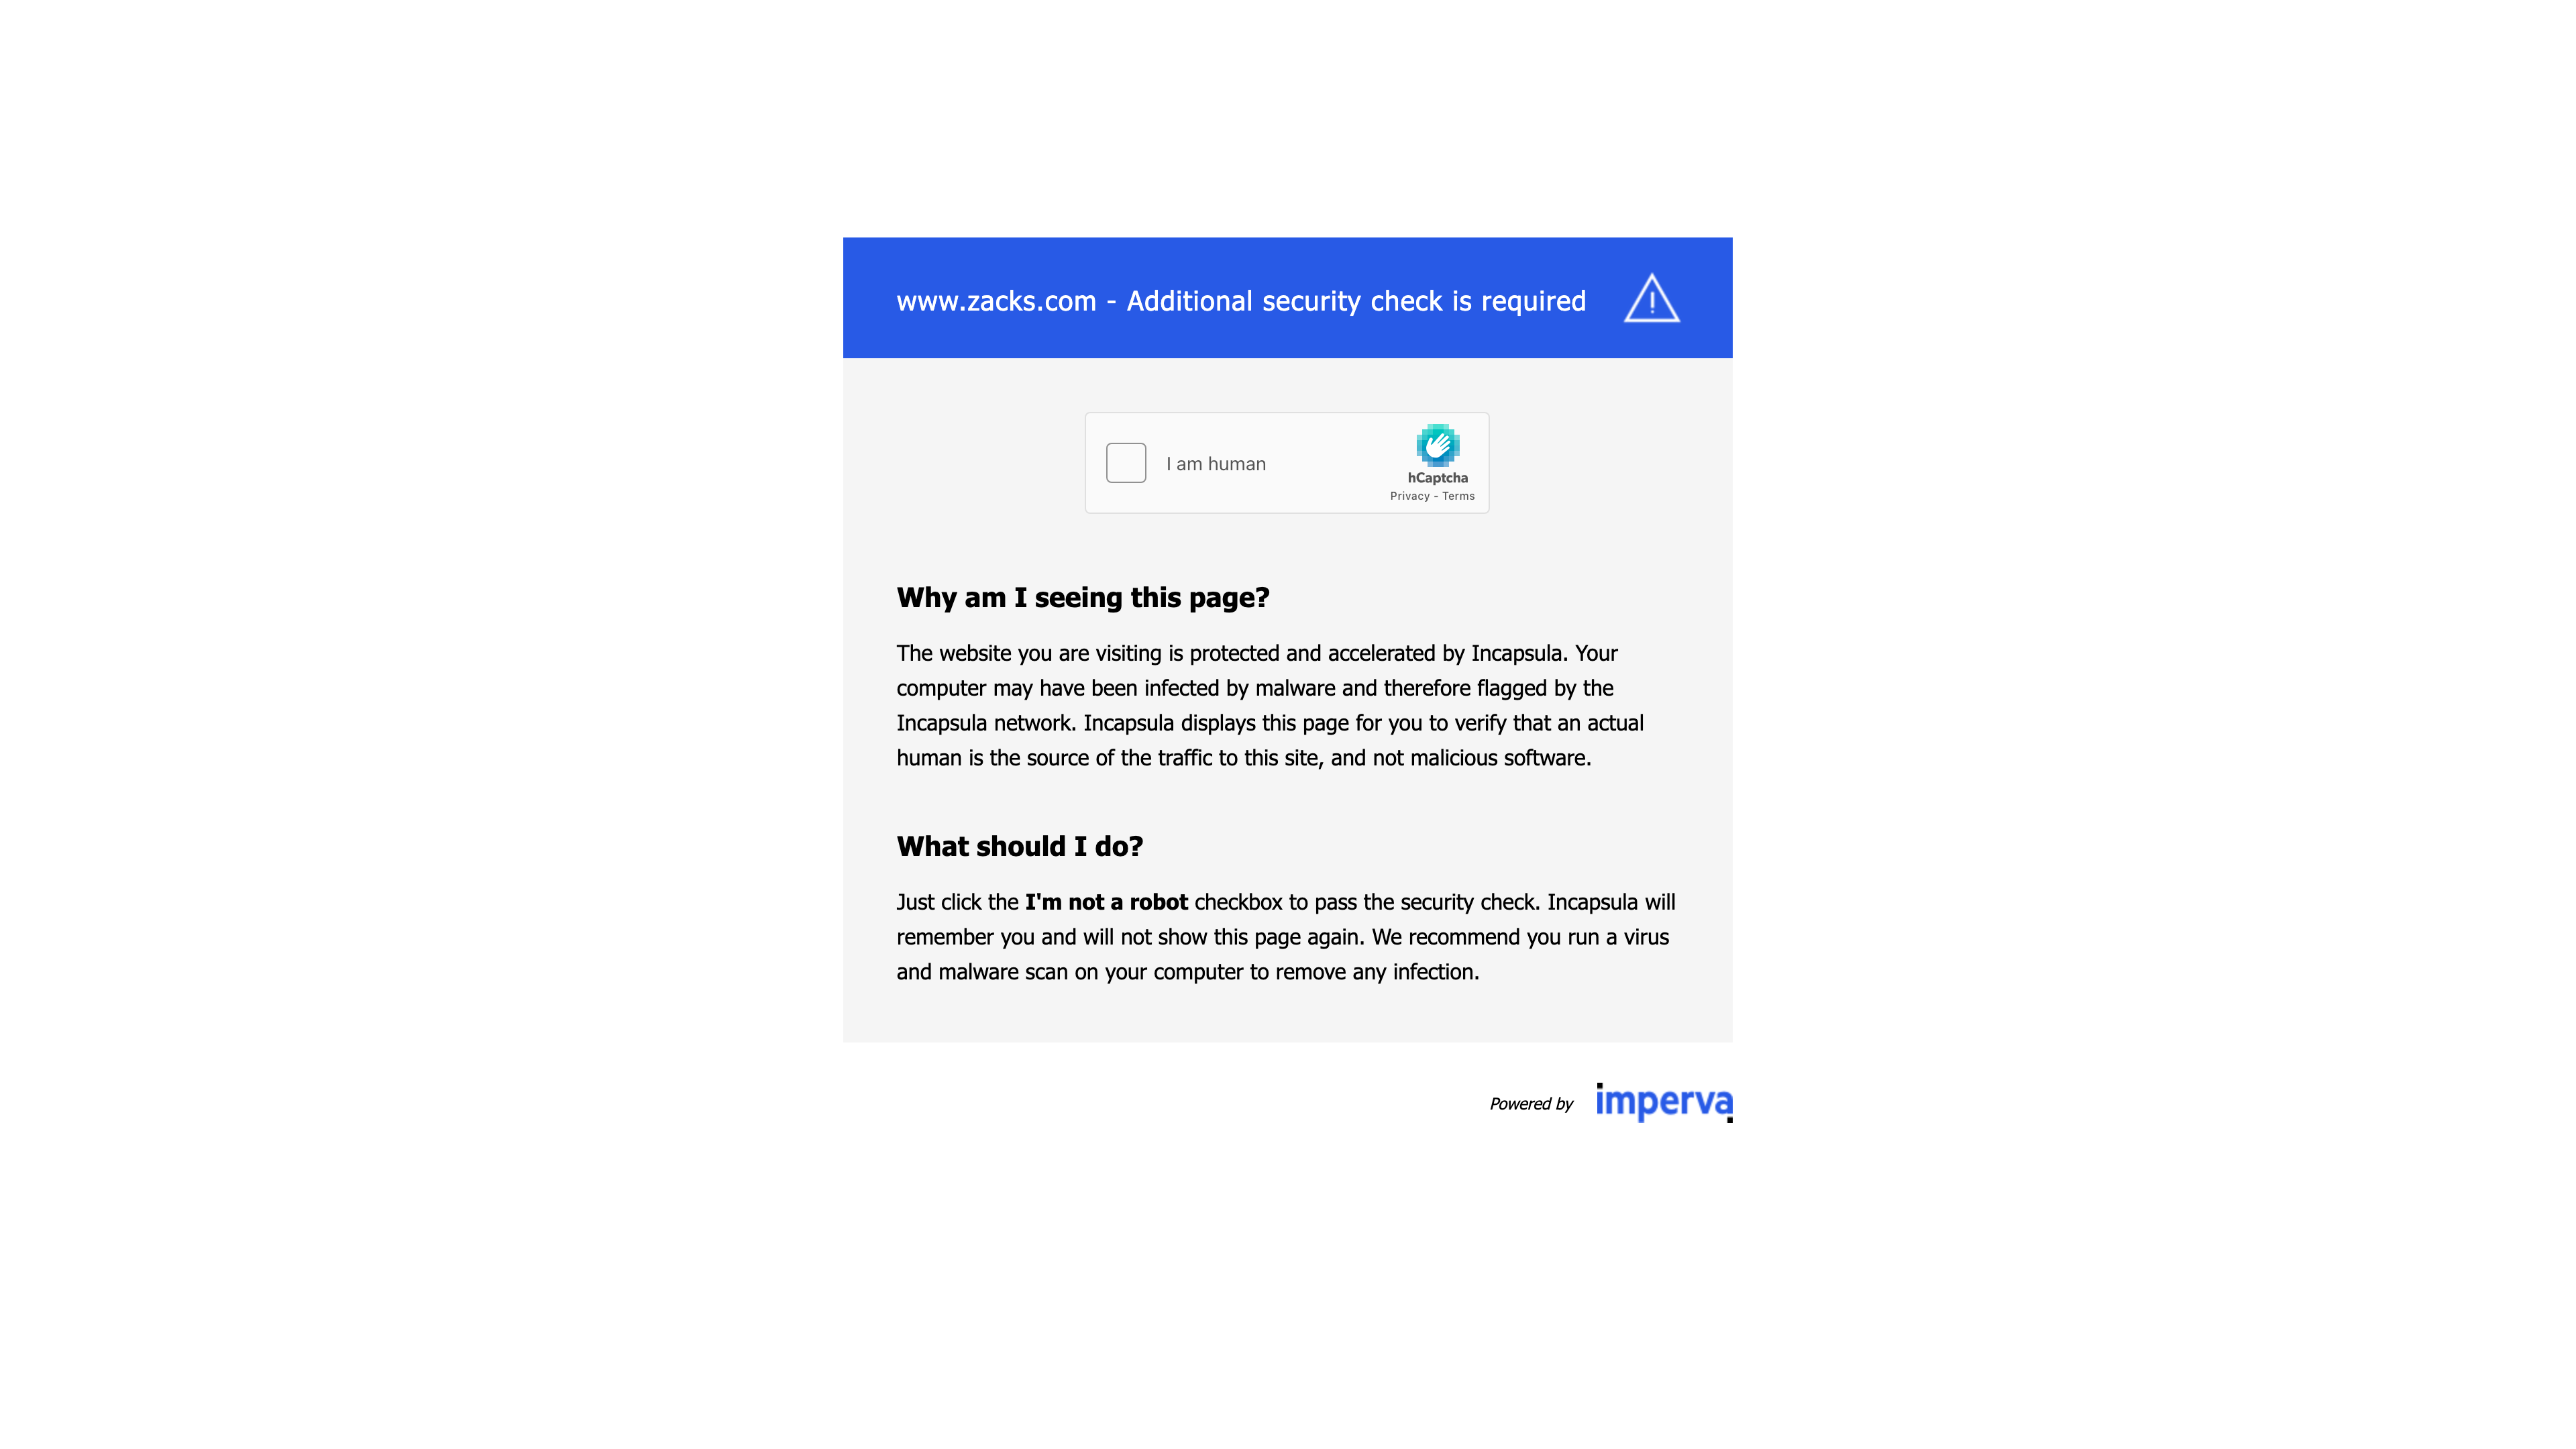 www.zacks.com - Additional security check is required
I am human
hCaptcha
Privacy - Terms
Why am I seeing this page?
The website you are visiting is protected and accelerated by Incapsula. Your
computer may have been infected by malware and therefore flagged by the
Incapsula network. Incapsula displays this page for you to verify that an actual
human is the source of the traffic to this site, and not malicious software.
What should I do?
Just click the I'm not a robot checkbox to pass the security check. Incapsula will
remember you and will not show this page again. We recommend you run a virus
and malware scan on your computer to remove any infection.
Powered by imperva